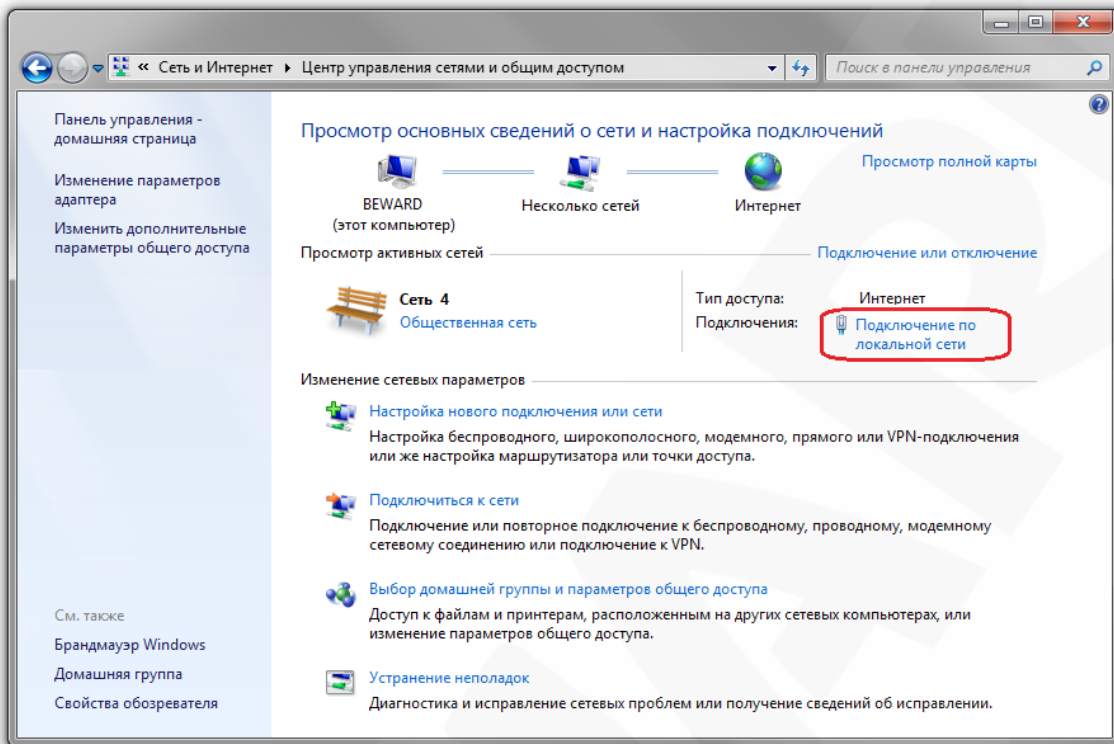 « Сеть и Интернет ▸ Центр управления сетями и общим доступом
Поиск в панели управления
Панель управления -
домашняя страница
Изменение параметров
адаптера
Изменить дополнительные
параметры общего доступа
См. также
Брандмауэр Windows
Домашняя группа
Свойства обозревателя
Просмотр основных сведений о сети и настройка подключений
Просмотр полной карты
BEWARD
(этот компьютер)
Несколько сетей
Интернет
Просмотр активных сетей
Подключение или отключение
Сеть 4
Общественная сеть
Тип доступа: Интернет
Подключения: Подключение по
локальной сети
Изменение сетевых параметров
Настройка нового подключения или сети
Настройка беспроводного, широкополосного, модемного, прямого или VPN-подключения
или же настройка маршрутизатора или точки доступа.
Подключиться к сети
Подключение или повторное подключение к беспроводному, проводному, модемному
сетевому соединению или подключение к VPN.
Выбор домашней группы и параметров общего доступа
Доступ к файлам и принтерам, расположенным на других сетевых компьютерах, или
изменение параметров общего доступа.
Устранение неполадок
Диагностика и исправление сетевых проблем или получение сведений об исправлении.